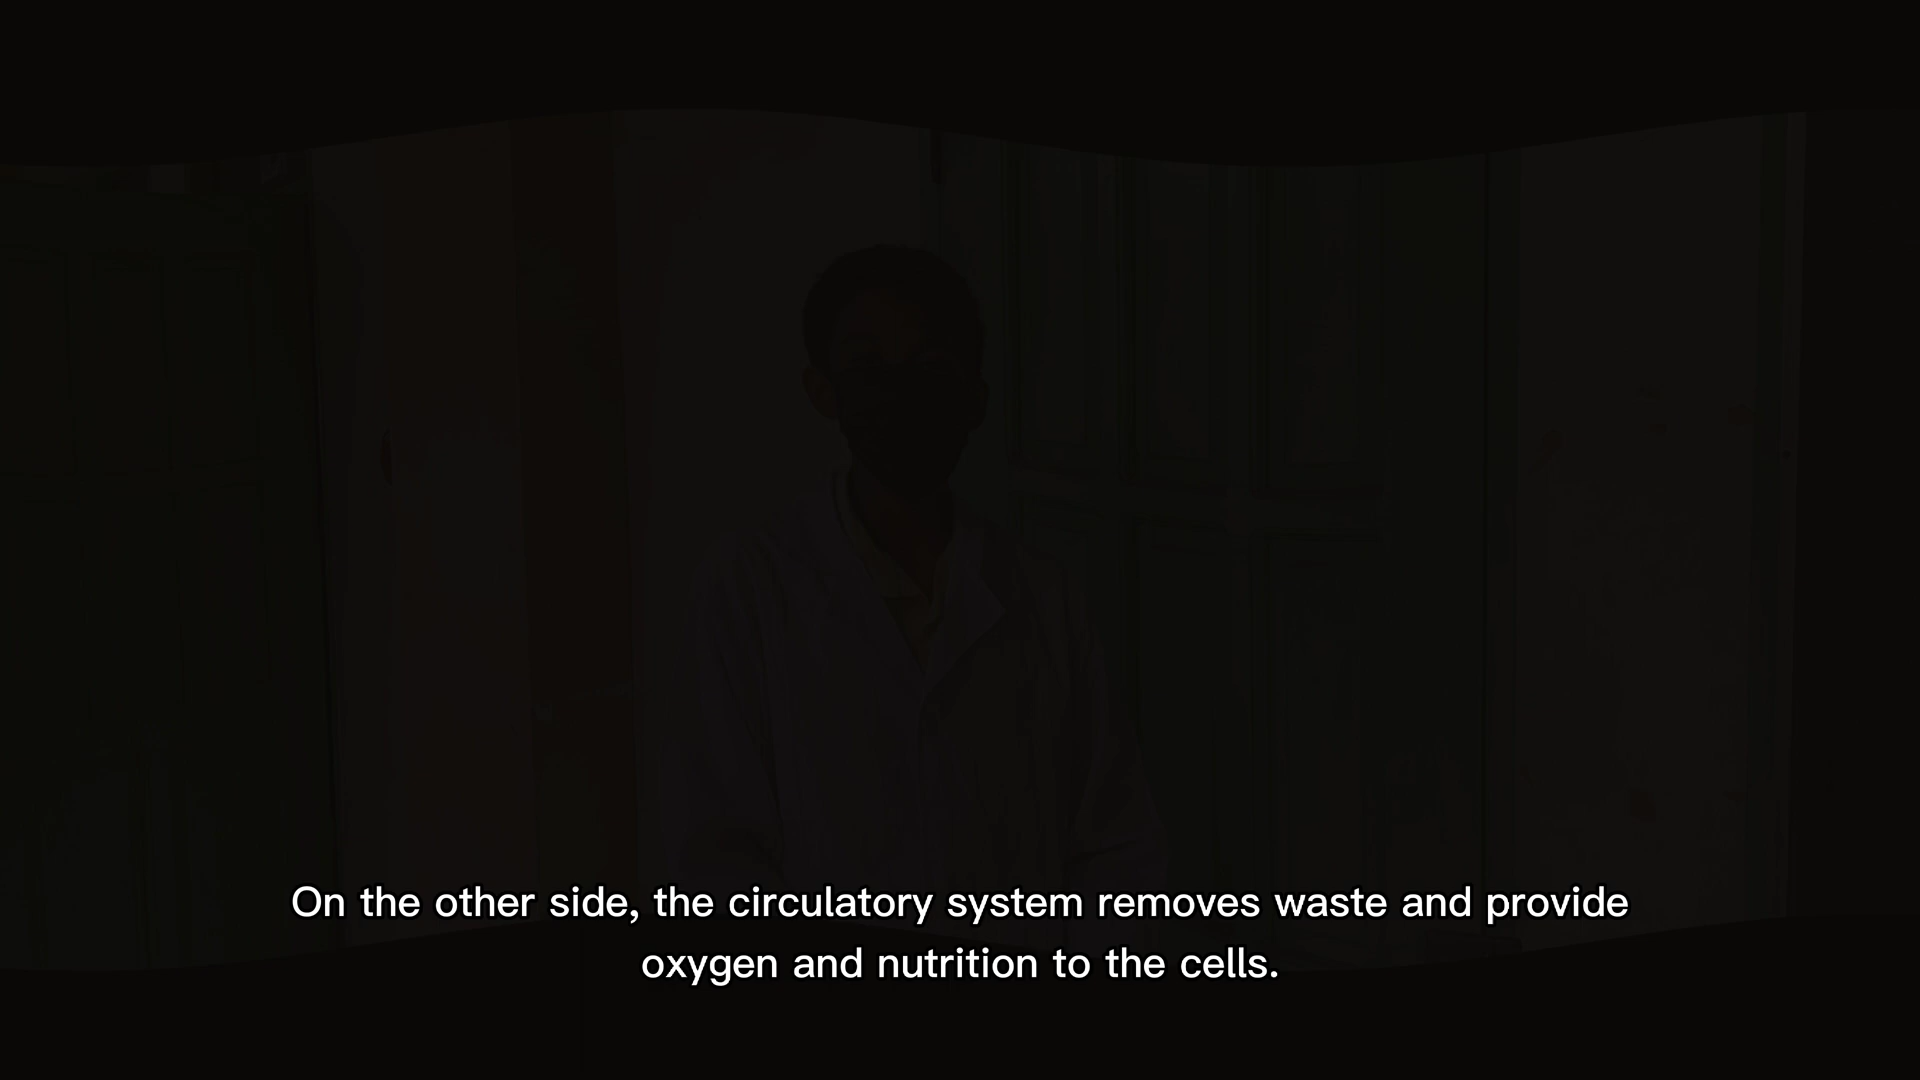 On the other side, the circulatory system removes waste and provide
oxygen and nutrition to the cells.